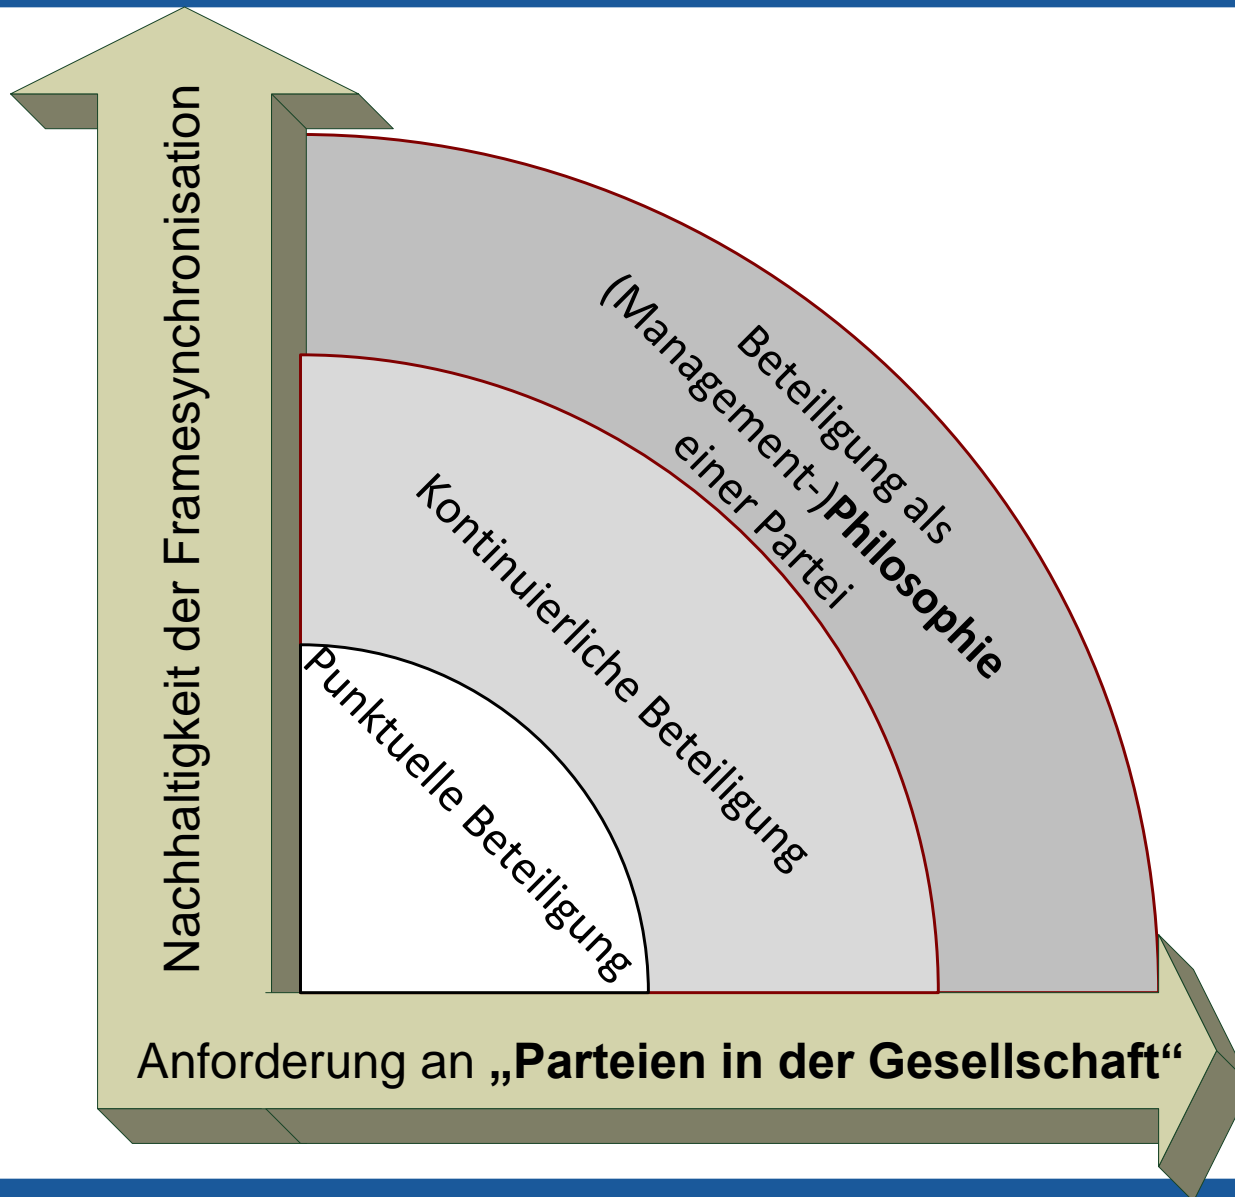 Nachhaltigkeit der Framesynchronisation
Beteiligung als
(Management-)Philosophie
einer Partei
Kontinuierliche Beteiligung
Punktuelle Beteiligung
Anforderung an „Parteien in der Gesellschaft“